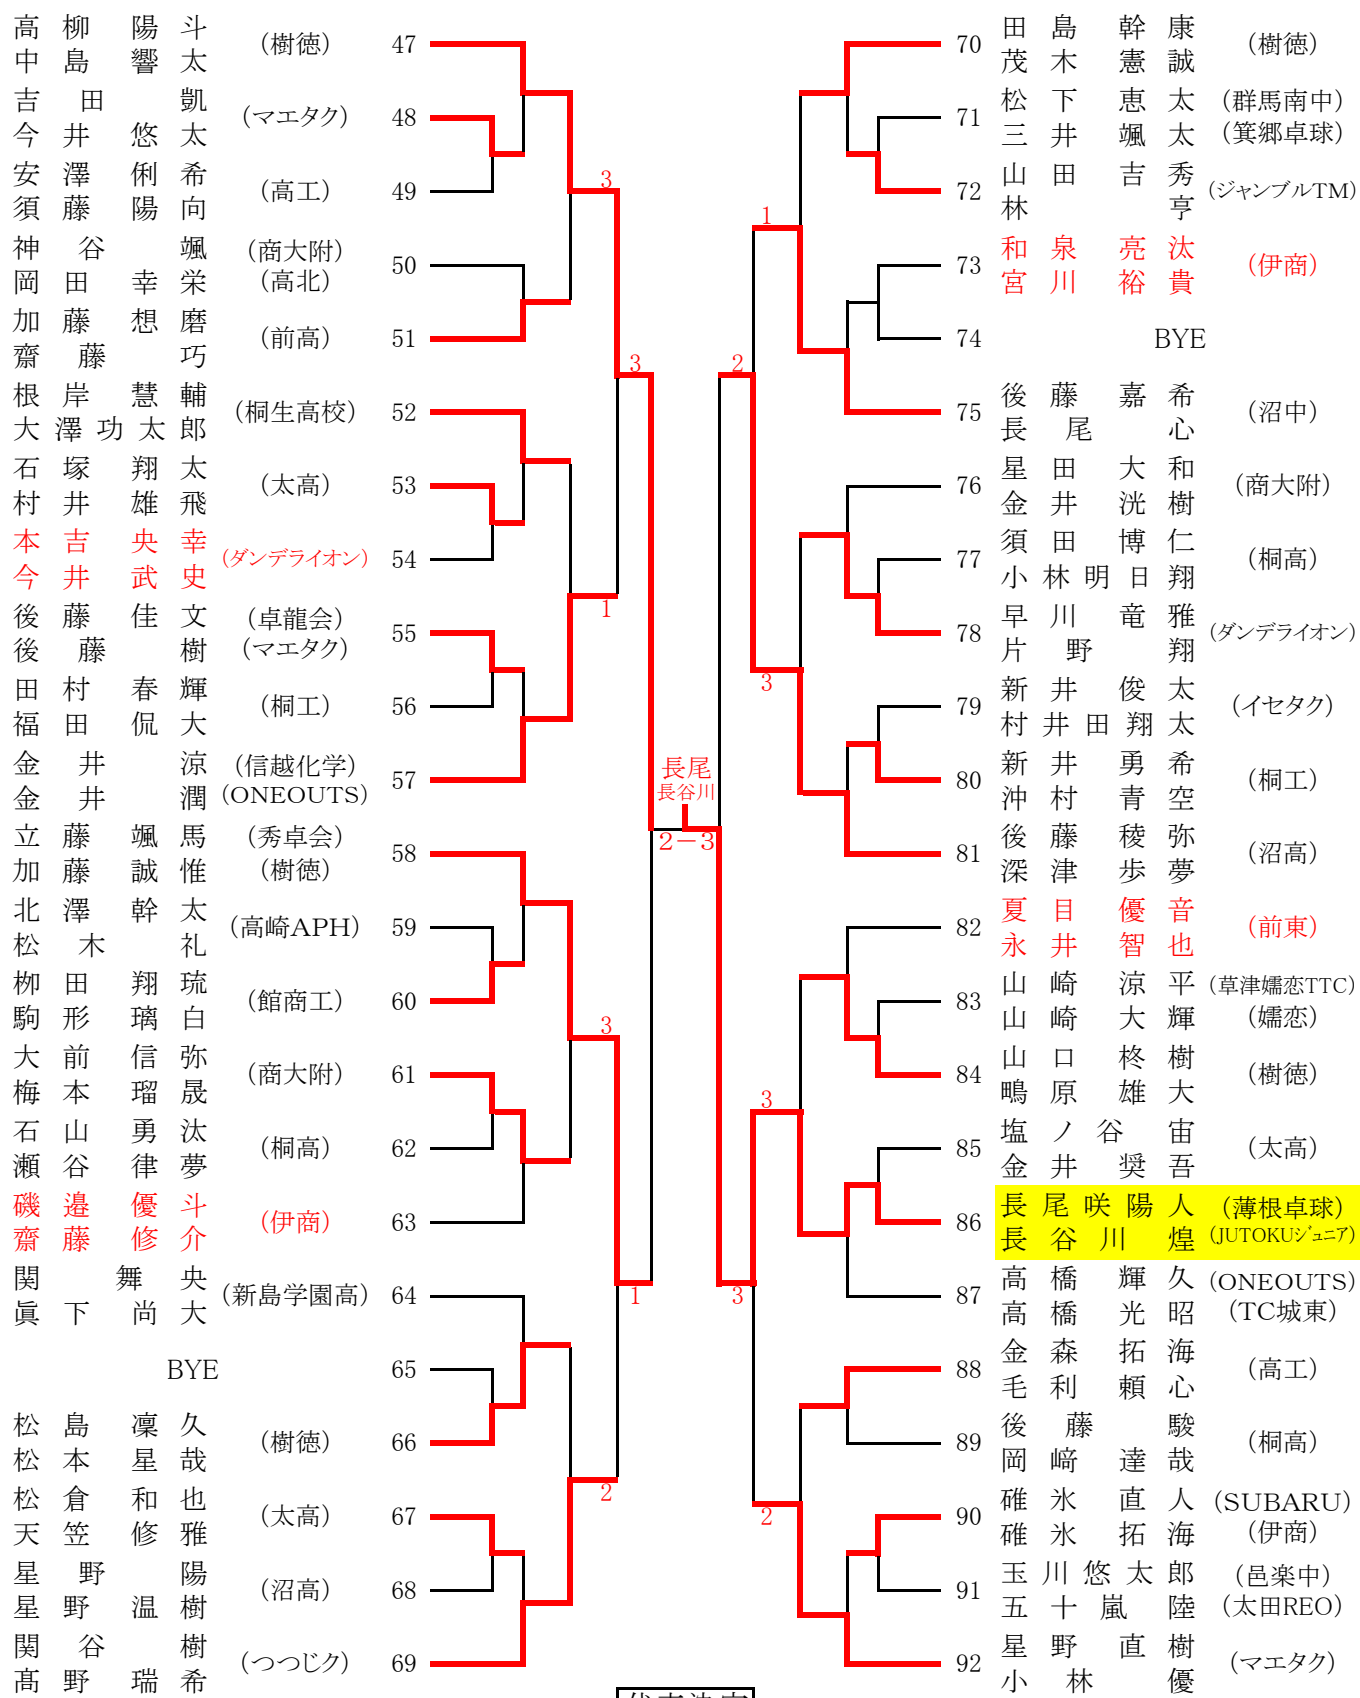 高柳陽斗
中島響太
(樹徳)
47
吉田凱
今井悠太
(マエタク)
48
安澤俐希
須藤陽向
(高工)
49
神谷颯
岡田幸栄
(商大附)
(高北)
50
加藤想磨
齋藤巧
(前高)
51
根岸慧輔
大澤功太郎
(桐生高校)
52
石塚翔太
村井雄飛
(太高)
53
本吉央幸
今井武史
(ダンデライオン)
54
後藤佳文
後藤樹
(卓龍会)
(マエタク)
55
田村春輝
福田侃大
(桐工)
56
金井涼
金井潤
(信越化学)
(ONEOUTS)
57
立藤颯馬
加藤誠惟
(秀卓会)
(樹徳)
58
北澤幹太
松木礼
(高崎APH)
59
栁田翔琉
駒形璃白
(館商工)
60
大前信弥
梅本瑠晟
(商大附)
61
石山勇汰
瀬谷律夢
(桐高)
62
磯邉優斗
齋藤修介
(伊商)
63
関舞央
眞下尚大
(新島学園高)
64
BYE
65
松島凜久
松本星哉
(樹徳)
66
松倉和也
天笠修雅
(太高)
67
星野陽
星野温樹
(沼高)
68
関谷樹
髙野瑞希
(つつじク)
69
3
3
1
3
1
2
長尾
長谷川
2－3
1
2
3
3
3
2
70
田島幹康
茂木憲誠
(樹徳)
71
松下恵太
三井颯太
(群馬南中)
(箕郷卓球)
72
山田吉秀
林亨
(ジャンブルTM)
73
和泉亮汰
宮川裕貴
(伊商)
74
BYE
75
後藤嘉希
長尾心
(沼中)
76
星田大和
金井洸樹
(商大附)
77
須田博仁
小林明日翔
(桐高)
78
早川竜雅
片野翔
(ダンデライオン)
79
新井俊太
村井田翔太
(イセタク)
80
新井勇希
沖村青空
(桐工)
81
後藤稜弥
深津歩夢
(沼高)
82
夏目優音
永井智也
(前東)
83
山崎涼平
山崎大輝
(草津嬬恋TTC)
(嬬恋)
84
山口柊樹
鴫原雄大
(樹徳)
85
塩ノ谷宙
金井奨吾
(太高)
86
長尾咲陽人
長谷川煌
(薄根卓球)
(JUTOKUジュニア)
87
高橋輝久
高橋光昭
(ONEOUTS)
(TC城東)
88
金森拓海
毛利頼心
(高工)
89
後藤駿
岡﨑達哉
(桐高)
90
碓氷直人
碓氷拓海
(SUBARU)
(伊商)
91
玉川悠太郎
五十嵐陸
(邑楽中)
(太田REO)
92
星野直樹
小林優
(マエタク)